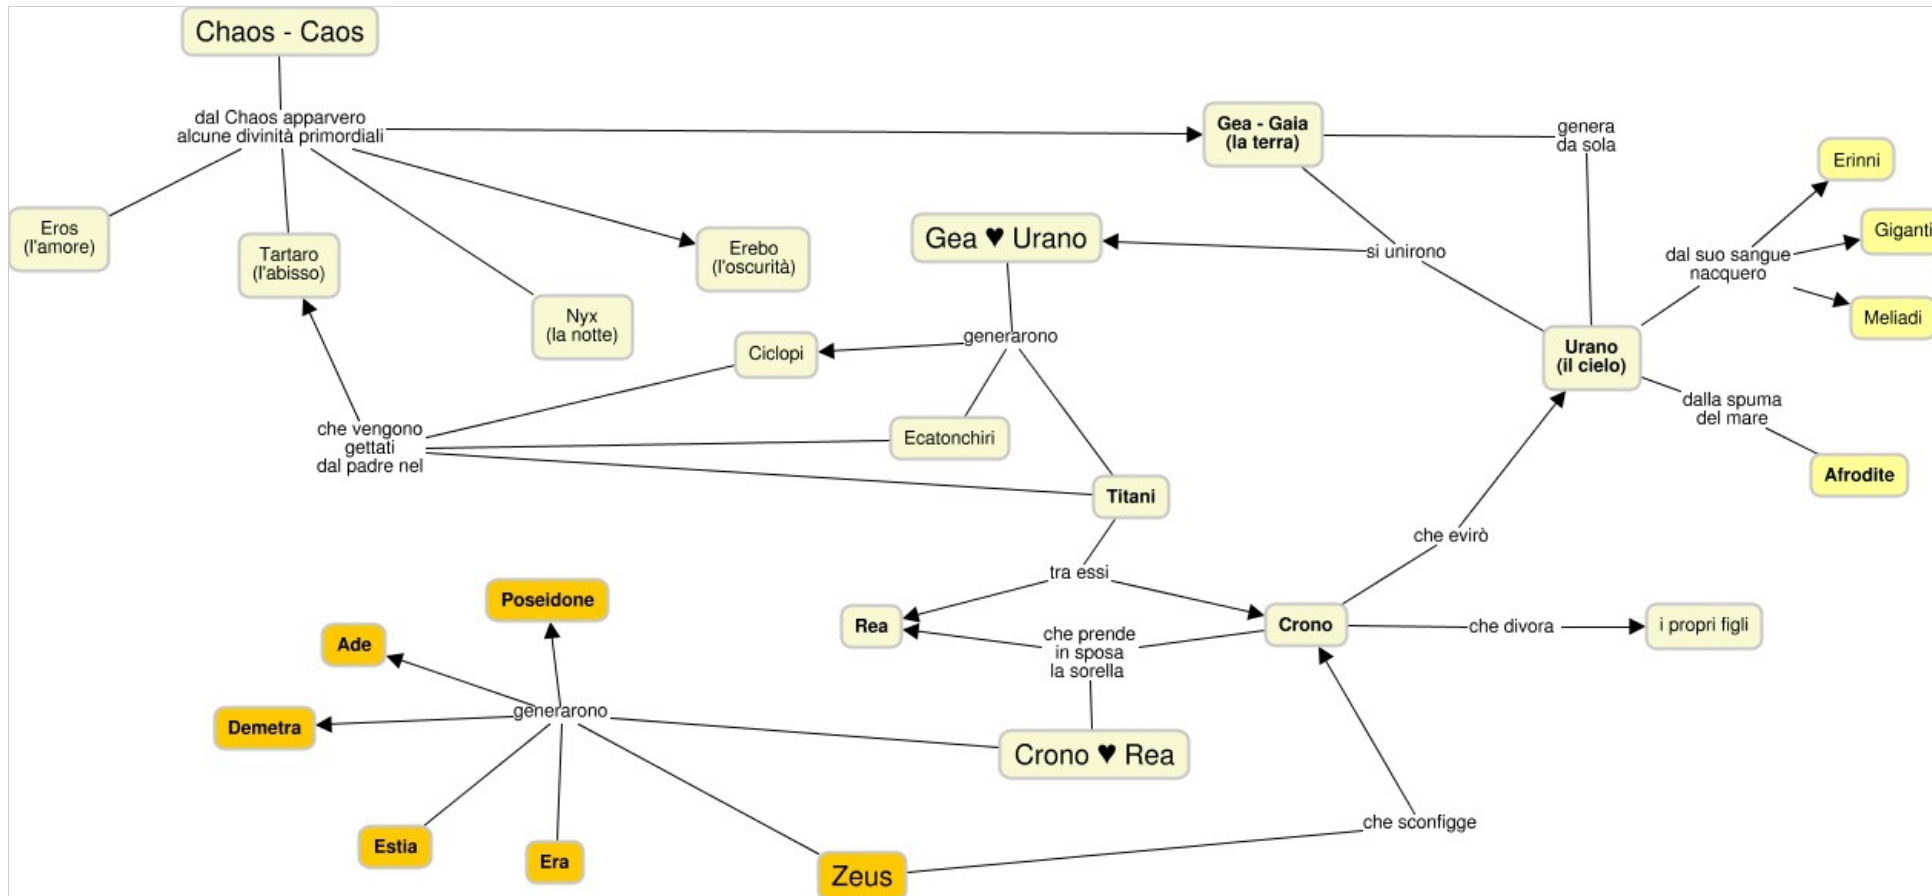 Chaos - Caos
dal Chaos apparvero
alcune divinità primordiali
Gea - Gaia
(la terra)
genera
da sola
Erinni
Eros
(l'amore)
Tartaro
(l'abisso)
Nyx
(la notte)
Erebo
(l'oscurità)
Gea ♥ Urano
si unirono
dal suo sangue
nacquero
Giganti
Meliadi
generarono
Ciclopi
Urano
(il cielo)
dalla spuma
del mare
Afrodite
che vengono
gettati
dal padre nel
Ecatonchiri
Titani
che evirò
tra essi
Rea
Crono
che divora
i propri figli
che prende
in sposa
la sorella
Poseidone
Ade
Demetra
generarono
Crono ♥ Rea
Estia
Era
Zeus
che sconfigge